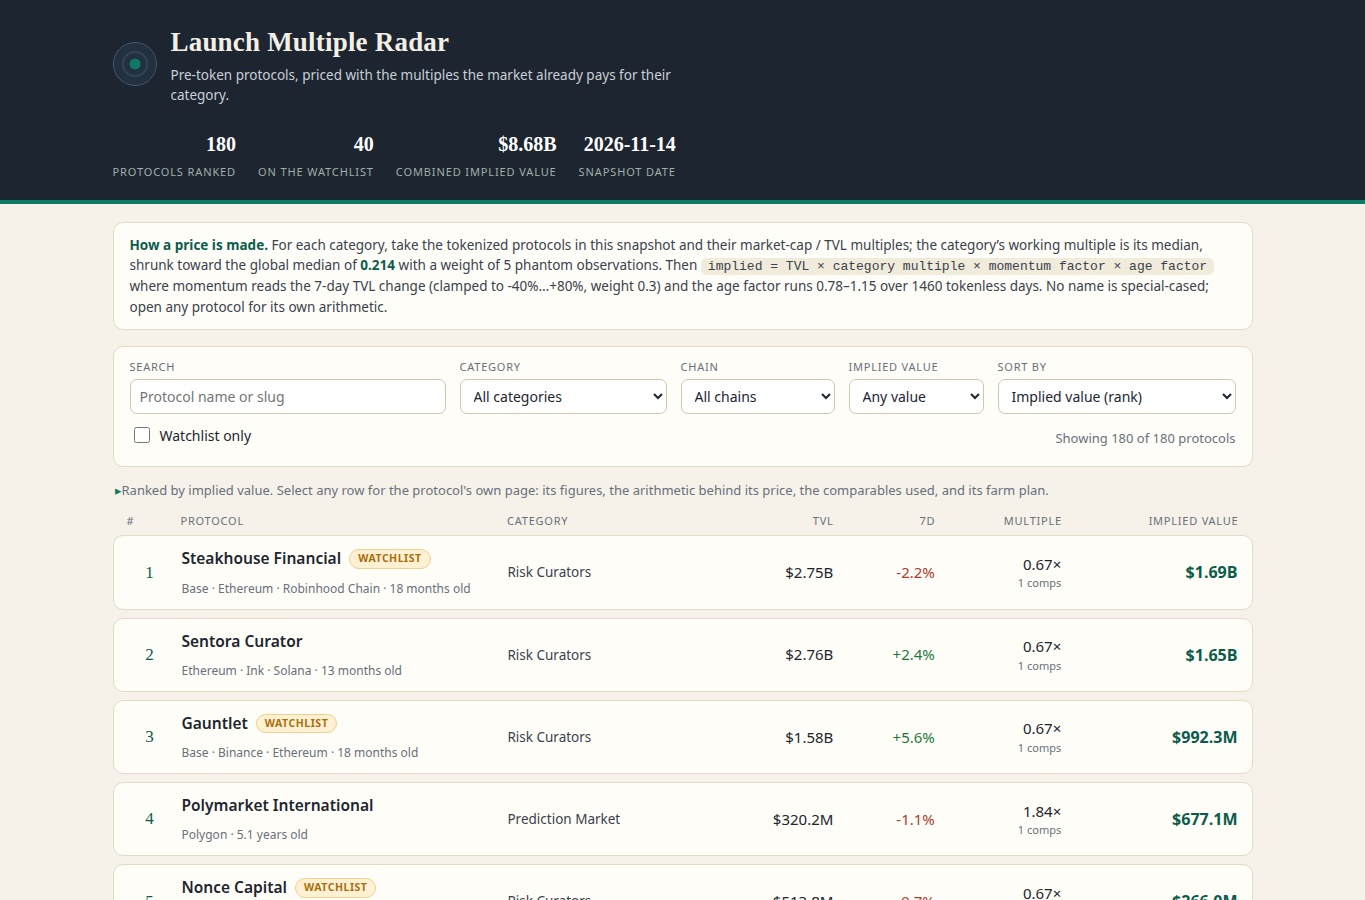 Launch Multiple Radar
Pre-token protocols, priced with the multiples the market already pays for their
category.
180
40
$8.68B
2026-11-14
PROTOCOLS RANKED
ON THE WATCHLIST
COMBINED IMPLIED VALUE
SNAPSHOT DATE
How a price is made. For each category, take the tokenized protocols in this snapshot and their market-cap / TVL multiples; the category's working multiple is its median,
shrunk toward the global median of 0.214 with a weight of 5 phantom observations. Then implied = TVL × category multiple × momentum factor × age factor
where momentum reads the 7-day TVL change (clamped to -40%…+80%, weight 0.3) and the age factor runs 0.78–1.15 over 1460 tokenless days. No name is special-cased;
open any protocol for its own arithmetic.
SEARCH
CATEGORY
CHAIN
IMPLIED VALUE
SORT BY
Protocol name or slug
All categories
All chains
Any value
Implied value (rank)
Watchlist only
Showing 180 of 180 protocols
▸Ranked by implied value. Select any row for the protocol's own page: its figures, the arithmetic behind its price, the comparables used, and its farm plan.
# PROTOCOL CATEGORY TVL 7D MULTIPLE IMPLIED VALUE
1 Steakhouse Financial WATCHLIST Risk Curators $2.75B -2.2% 0.67× $1.69B
Base · Ethereum · Robinhood Chain · 18 months old 1 comps
2 Sentora Curator Risk Curators $2.76B +2.4% 0.67× $1.65B
Ethereum · Ink · Solana · 13 months old 1 comps
3 Gauntlet WATCHLIST Risk Curators $1.58B +5.6% 0.67× $992.3M
Base · Binance · Ethereum · 18 months old 1 comps
4 Polymarket International Prediction Market $320.2M -1.1% 1.84× $677.1M
Polygon · 5.1 years old 1 comps
Nonce Capital WATCHLIST 0.67×